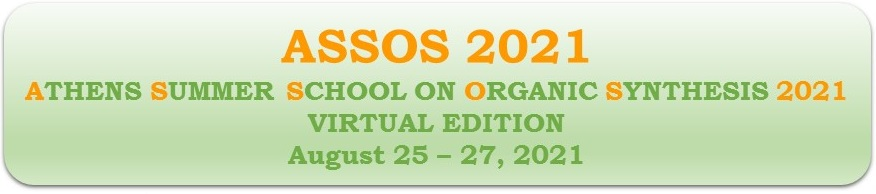 ASSOS 2021
ATHENS SUMMER SCHOOL ON ORGANIC SYNTHESIS 2021
VIRTUAL EDITION
August 25 – 27, 2021